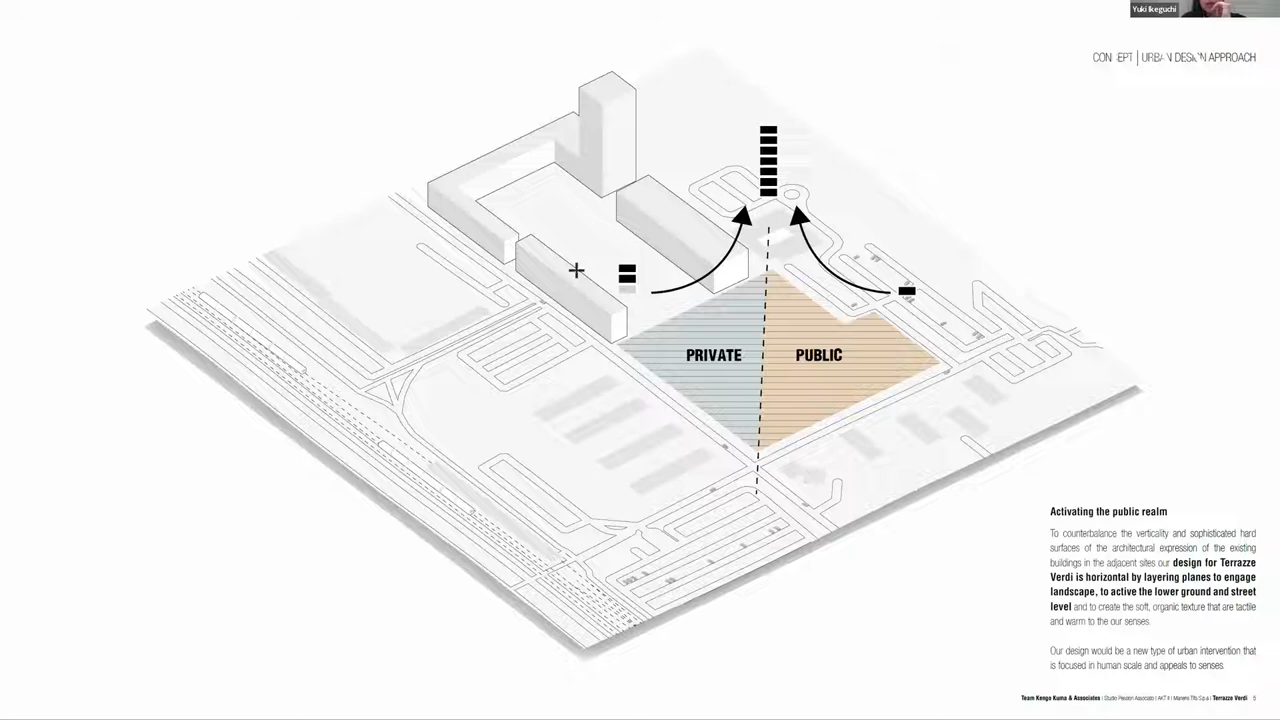 Yuki Ikeguchi
CONCEPT | URBAN DESIGN APPROACH
PRIVATE
PUBLIC
Activating the public realm
To counterbalance the verticality and sophisticated hard
surfaces of the architectural expression of the existing
buildings in the adjacent sites our design for Terrazze
Verdi is horizontal by layering planes to engage
landscape, to active the lower ground and street
level and to create the soft, organic texture that are tactile
and warm to the our senses.
Our design would be a new type of urban intervention that
is focused in human scale and appeals to senses.
Team Kengo Kuma & Associates | Studio Pession Associato | AKT II | Manens Tifs S.p.a | Terrazze Verdi